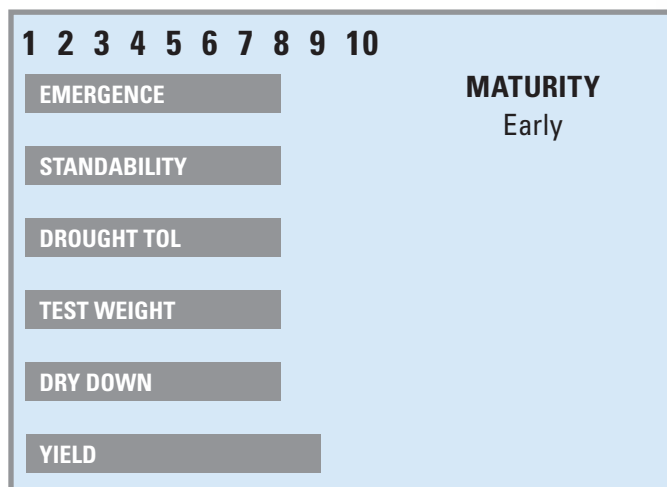 1 2 3 4 5 6 7 8 9 10
EMERGENCE
MATURITY
Early
STANDABILITY
DROUGHT TOL
TEST WEIGHT
DRY DOWN
YIELD